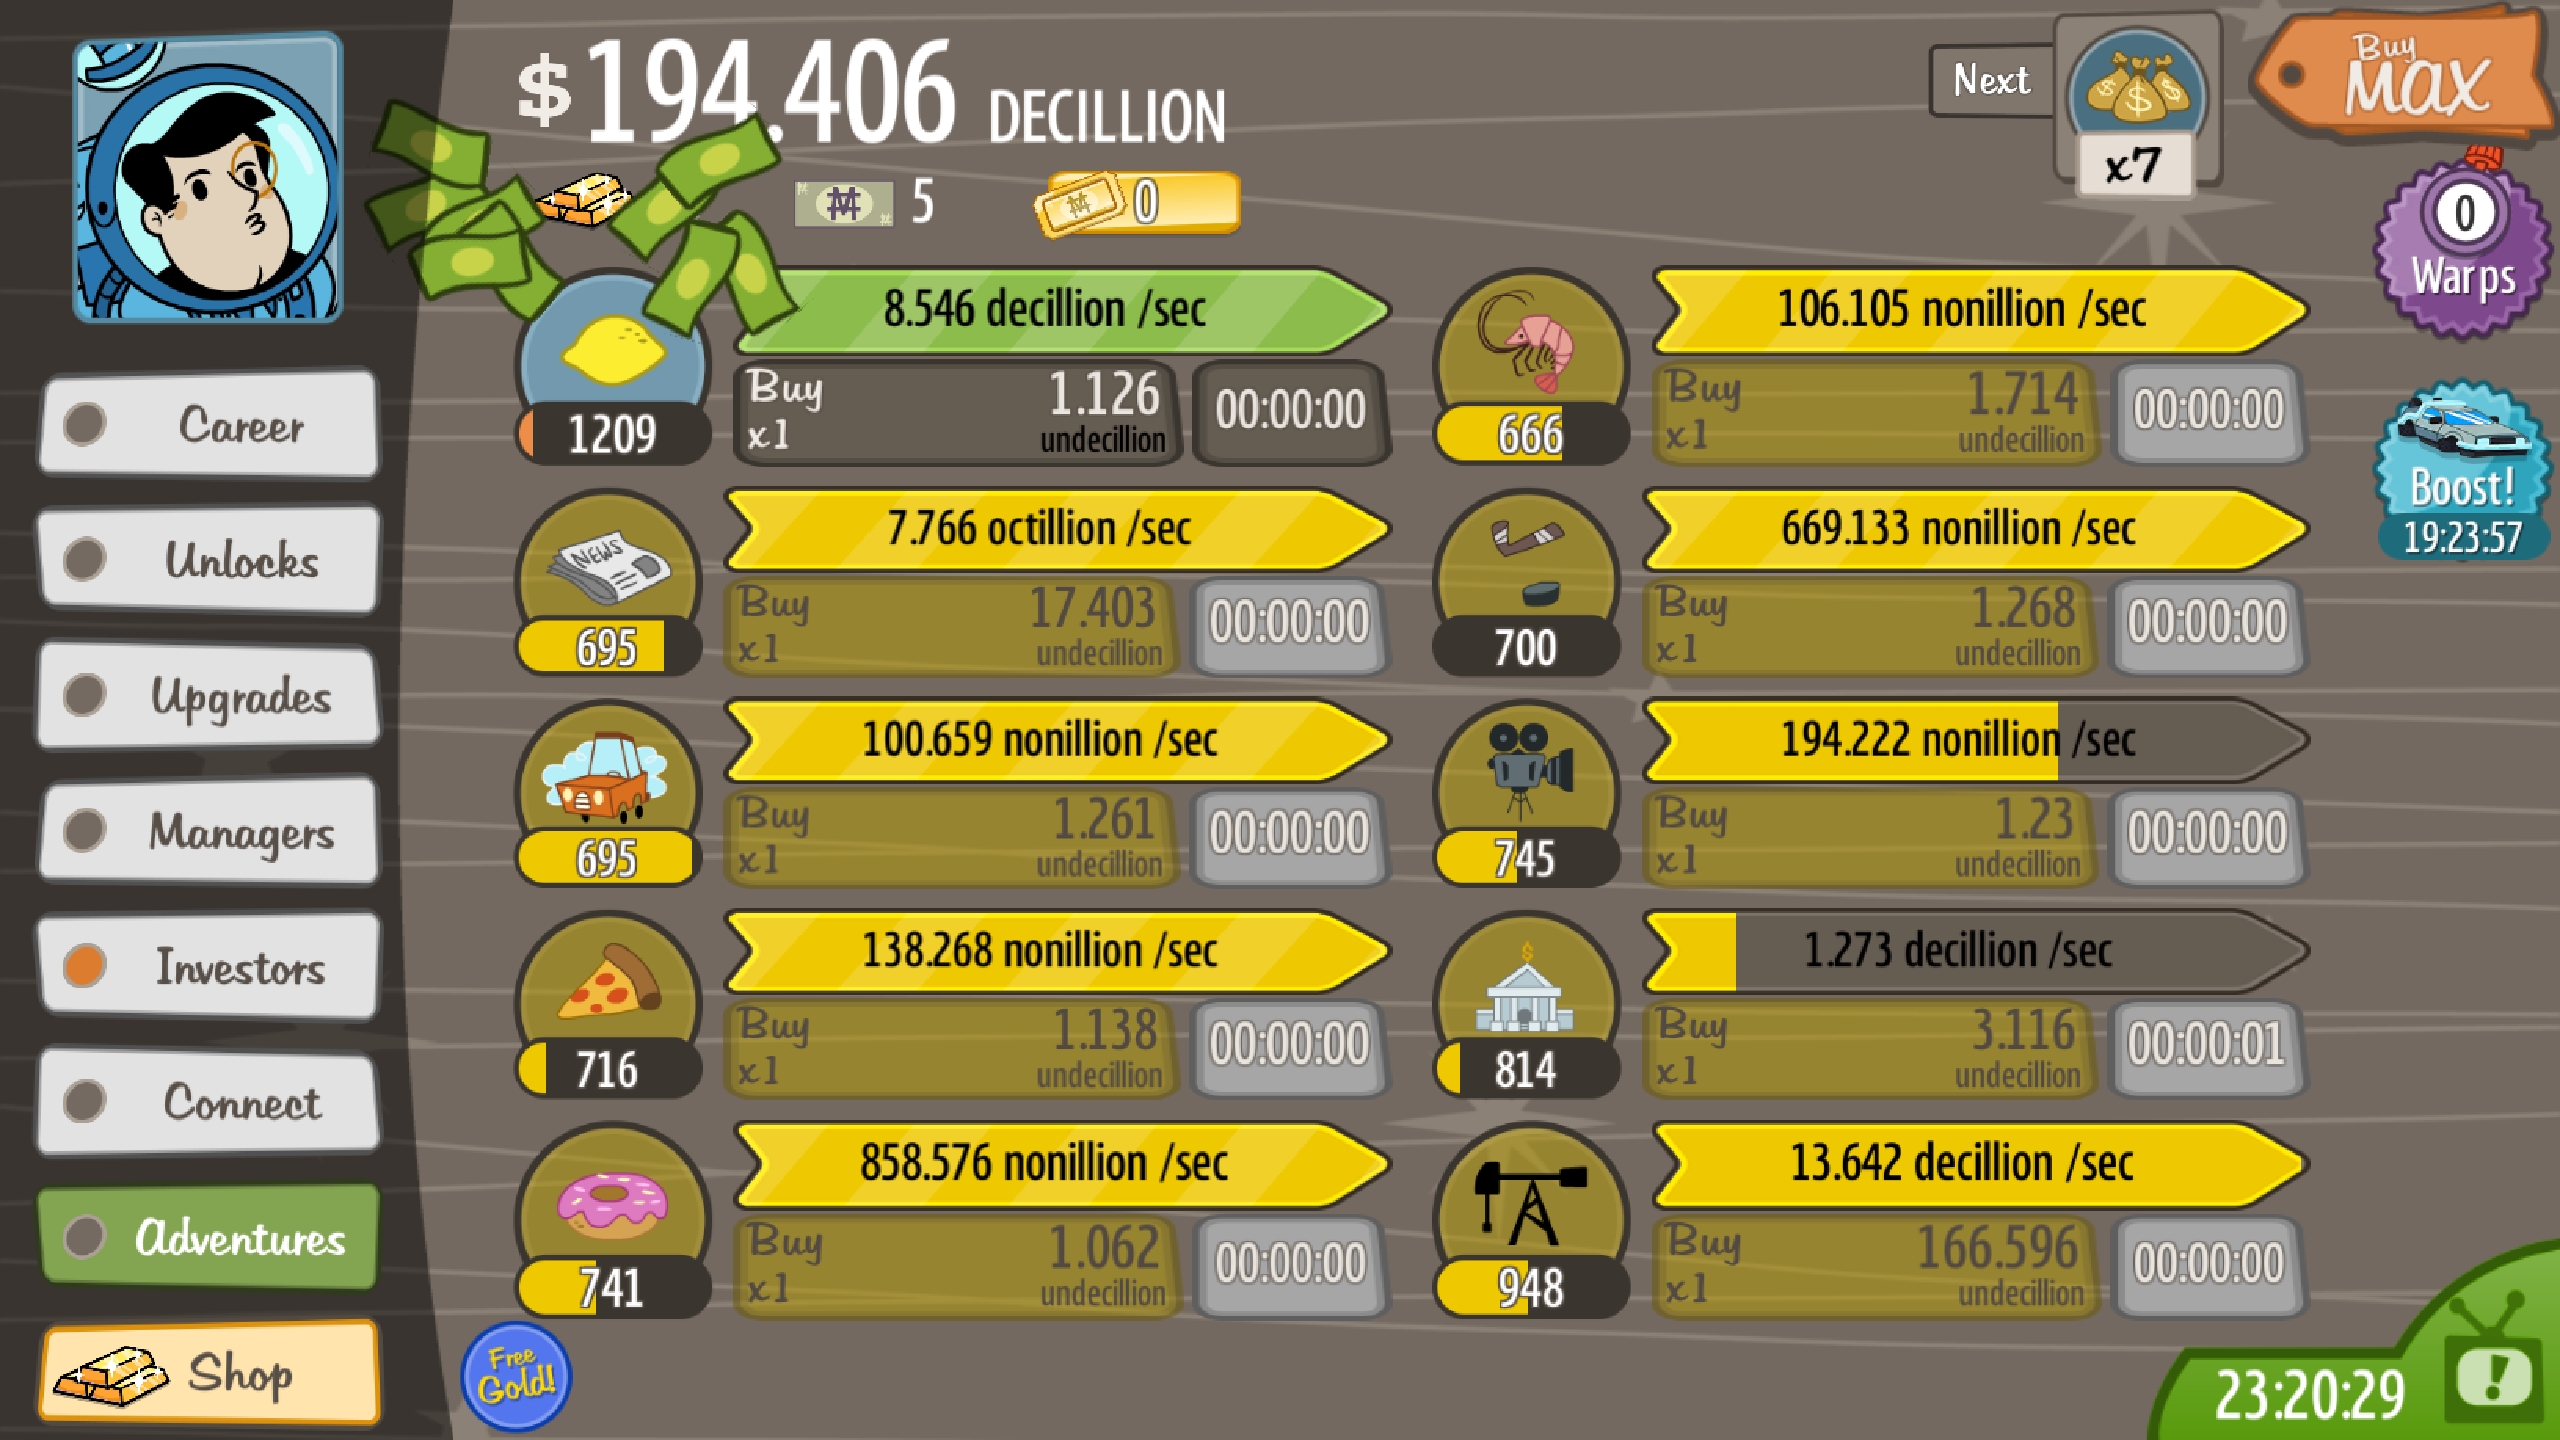 $194.406 DECILLION
5
0
Next
x7
Buy
MAX
0
Warps
Boost!
19:23:57
Career
Unlocks
Upgrades
Managers
Investors
Connect
Adventures
Shop
8.546 decillion /sec
1209
Buy
x1
1.126
undecillion
00:00:00
106.105 nonillion /sec
666
Buy
x1
1.714
undecillion
00:00:00
NEWS
7.766 octillion /sec
695
Buy
x1
17.403
undecillion
00:00:00
669.133 nonillion /sec
700
Buy
x1
1.268
undecillion
00:00:00
100.659 nonillion /sec
695
Buy
x1
1.261
undecillion
00:00:00
194.222 nonillion /sec
745
Buy
x1
1.23
undecillion
00:00:00
138.268 nonillion /sec
716
Buy
x1
1.138
undecillion
00:00:00
1.273 decillion /sec
814
Buy
x1
3.116
undecillion
00:00:01
858.576 nonillion /sec
741
Buy
x1
1.062
undecillion
00:00:00
13.642 decillion /sec
948
Buy
x1
166.596
undecillion
00:00:00
Free
Gold!
23:20:29